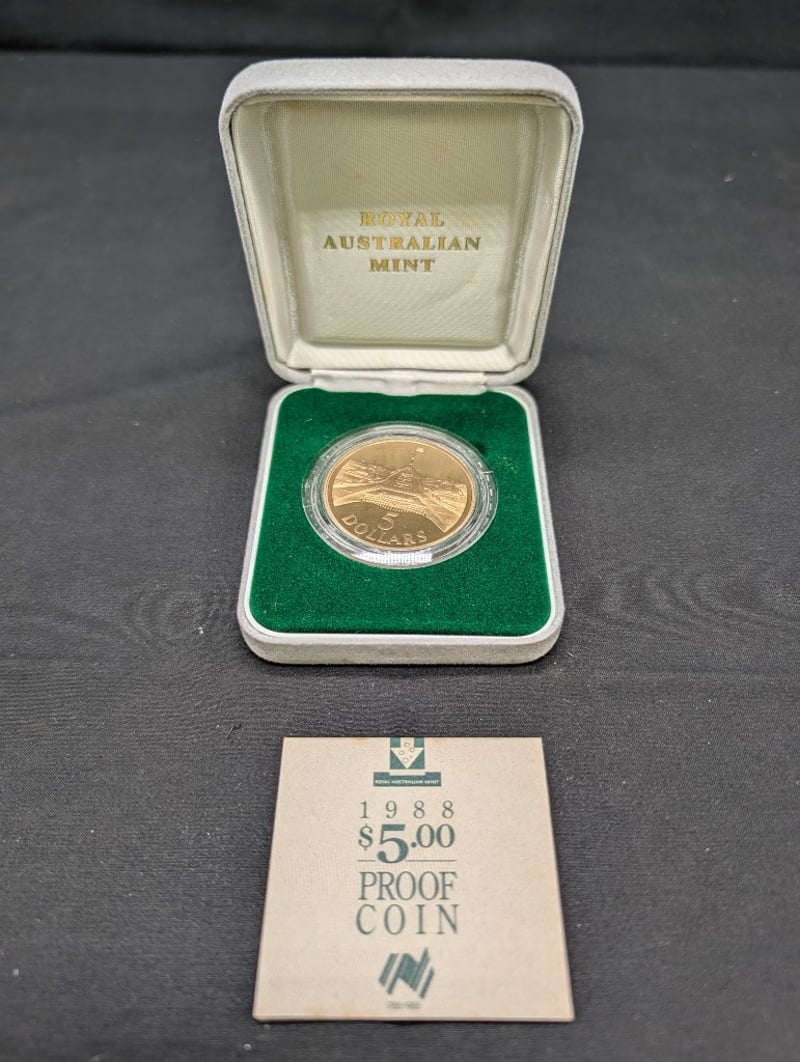 ROYAL
AUSTRALIAN
MINT
5
DOLLARS
ROYAL AUSTRALIAN MINT
1988
$5.00
PROOF
COIN